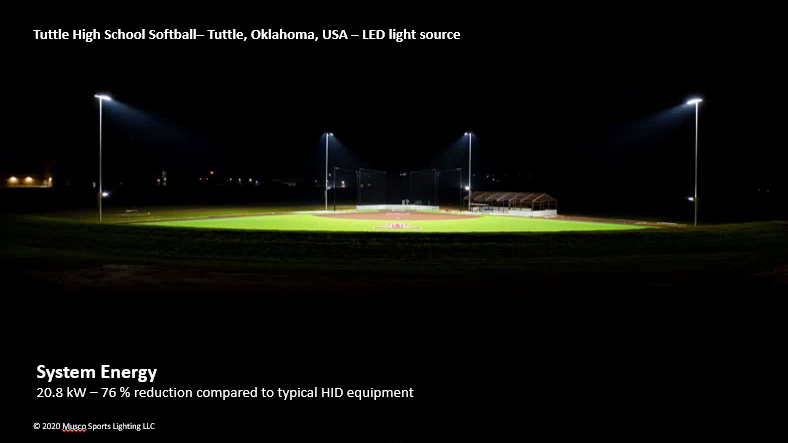 Tuttle High School Softball– Tuttle, Oklahoma, USA – LED light source
System Energy
20.8 kW – 76 % reduction compared to typical HID equipment
© 2020 Musco Sports Lighting LLC